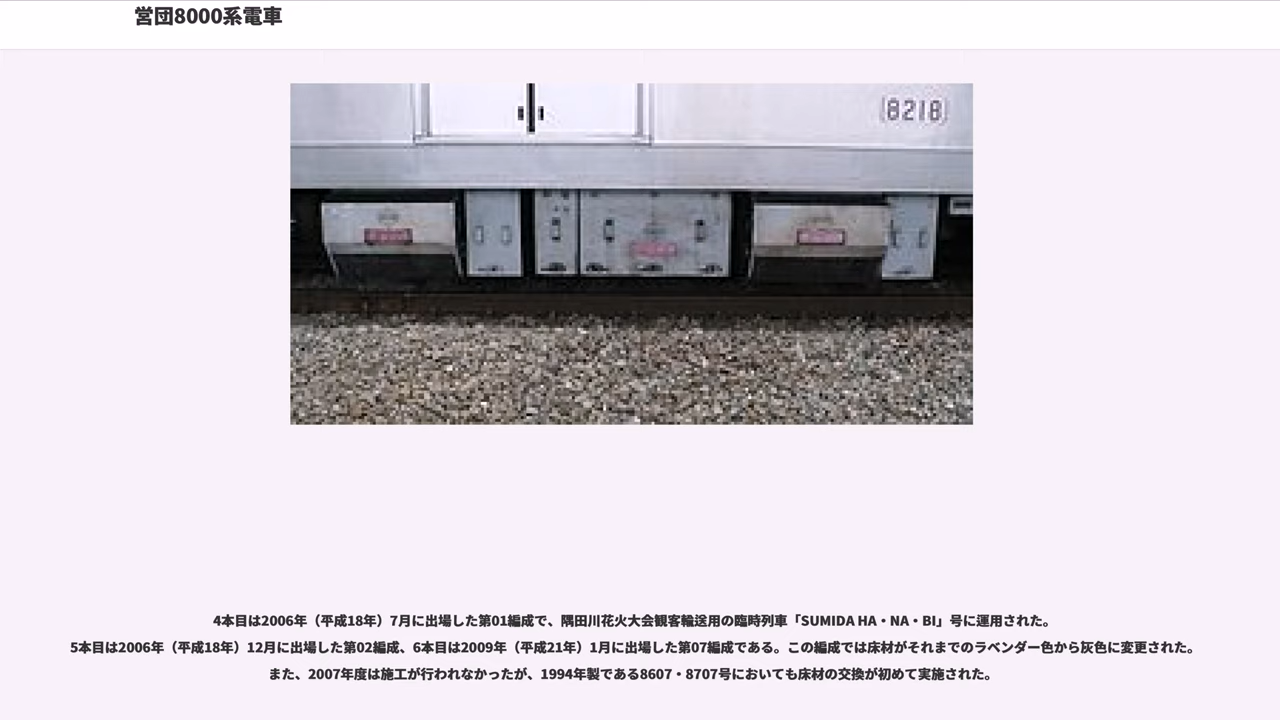 営団8000系電車
(8218)
4本目は2006年（平成18年）7月に出場した第01編成で、隅田川花火大会観客輸送用の臨時列車「SUMIDA HA・NA・BI」号に運用された。
5本目は2006年（平成18年）12月に出場した第02編成、6本目は2009年（平成21年）1月に出場した第07編成である。この編成では床材がそれまでのラベンダー色から灰色に変更された。
また、2007年度は施工が行われなかったが、1994年製である8607・8707号においても床材の交換が初めて実施された。